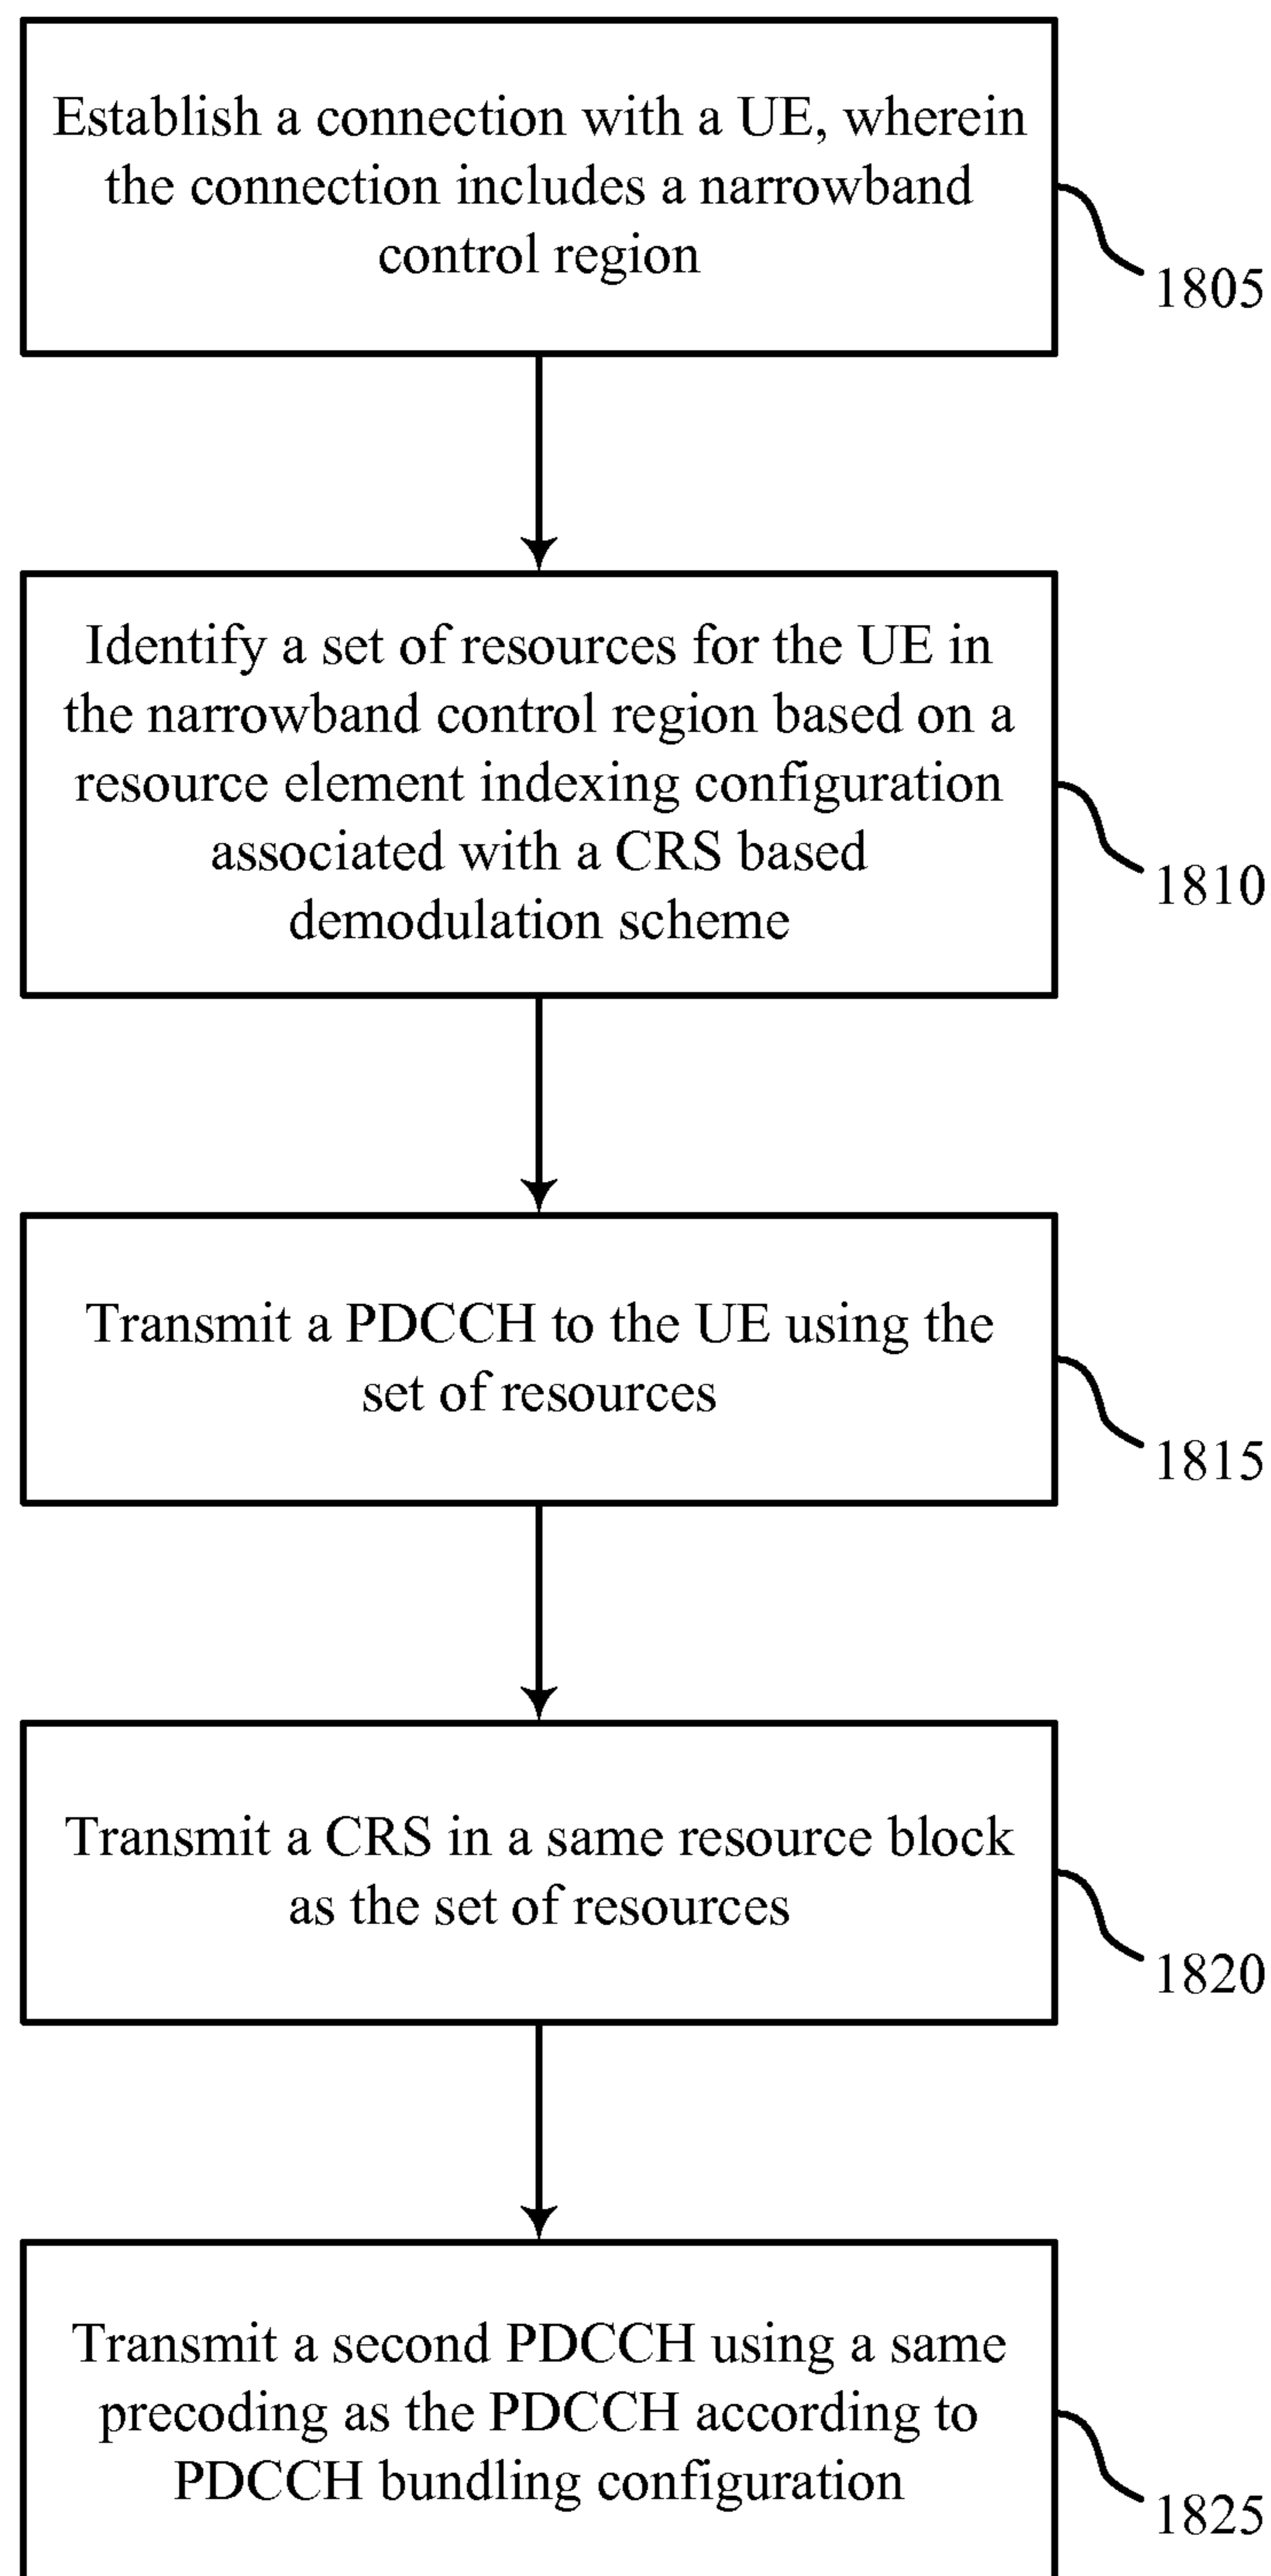 Establish a connection with a UE, wherein
the connection includes a narrowband
control region
1805
Identify a set of resources for the UE in
the narrowband control region based on a
resource element indexing configuration
associated with a CRS based
demodulation scheme
1810
Transmit a PDCCH to the UE using the
set of resources
1815
Transmit a CRS in a same resource block
as the set of resources
1820
Transmit a second PDCCH using a same
precoding as the PDCCH according to
PDCCH bundling configuration
1825